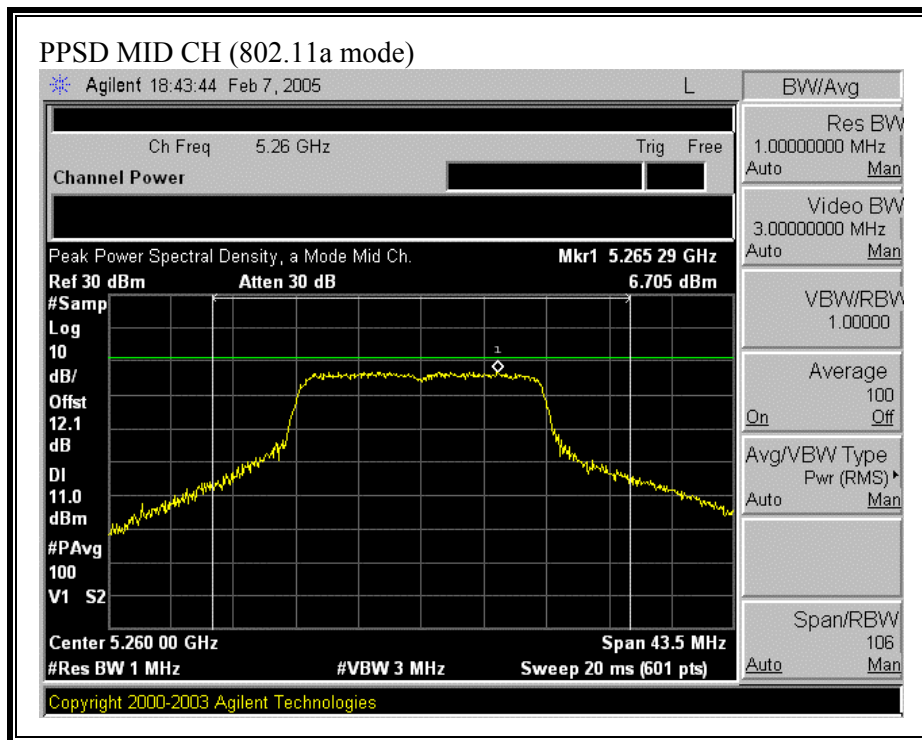 PPSD MID CH (802.11a mode)
Agilent 18:43:44 Feb 7, 2005 L
BW/Avg
Ch Freq 5.26 GHz Trig Free
Channel Power
Res BW
1.00000000 MHz
Auto Man
Video BW
3.00000000 MHz
Auto Man
Peak Power Spectral Density, a Mode Mid Ch. Mkr1 5.265 29 GHz
Ref 30 dBm Atten 30 dB 6.705 dBm
#Samp
Log
10
dB/
Offst
12.1
dB
DI
11.0
dBm
#PAvg
100
V1 S2
1
VBW/RBW
1.00000
Average
100
On Off
Avg/VBW Type
Pwr (RMS)
Auto Man
Span/RBW
106
Auto Man
Center 5.260 00 GHz Span 43.5 MHz
#Res BW 1 MHz #VBW 3 MHz Sweep 20 ms (601 pts)
Copyright 2000-2003 Agilent Technologies